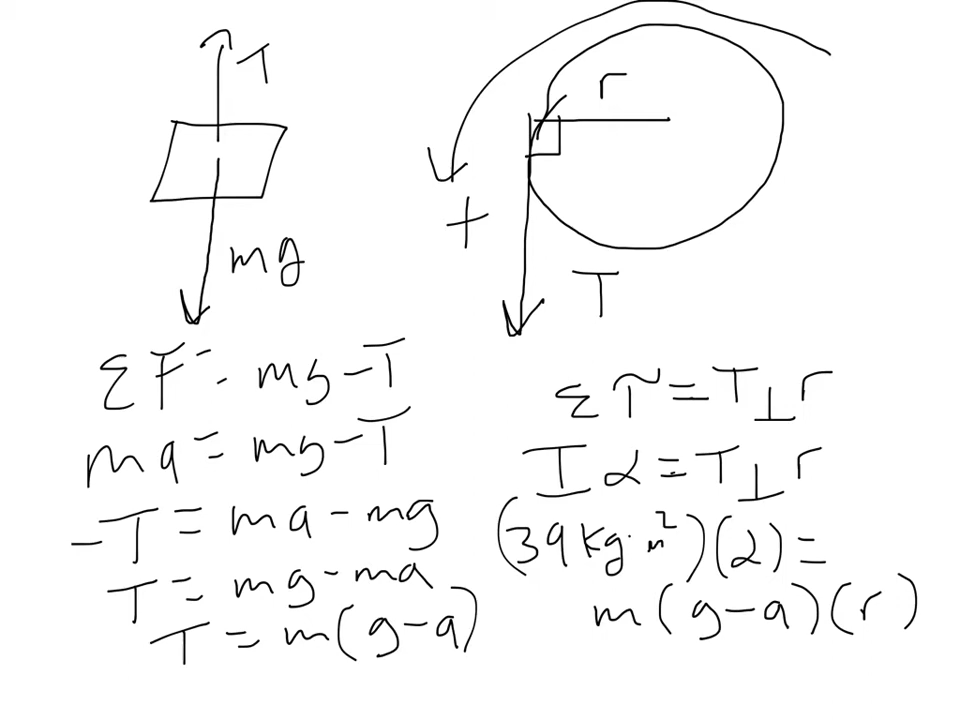 T
r
mg
+
T
ΣF = mg - T
ma = mg - T
-T = ma - mg
T = mg - ma
T = m(g-a)
Στ = T⊥r
Iα = T⊥r
(39 kg·m²)(α) =
m(g-a)(r)